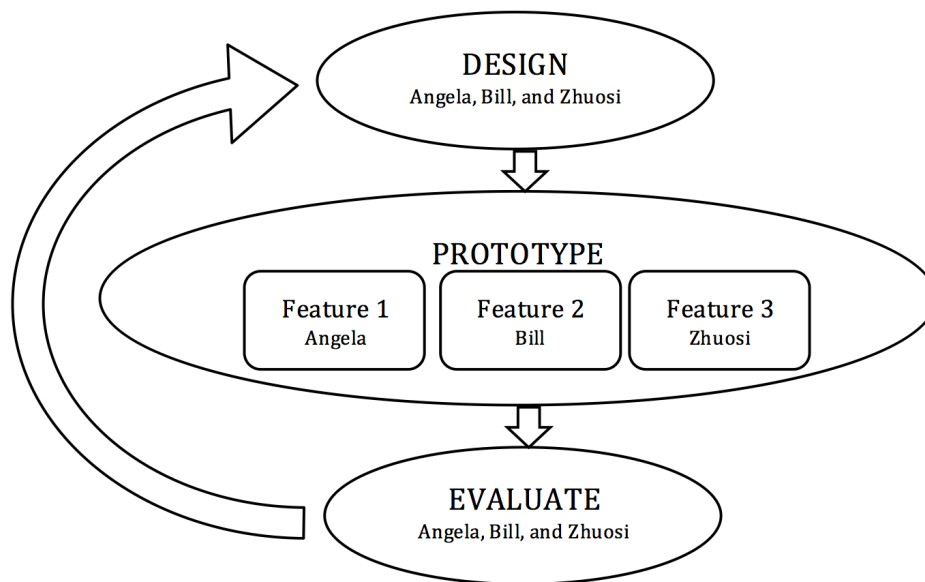 DESIGN
Angela, Bill, and Zhuosi
PROTOTYPE
Feature 1
Angela
Feature 2
Bill
Feature 3
Zhuosi
EVALUATE
Angela, Bill, and Zhuosi